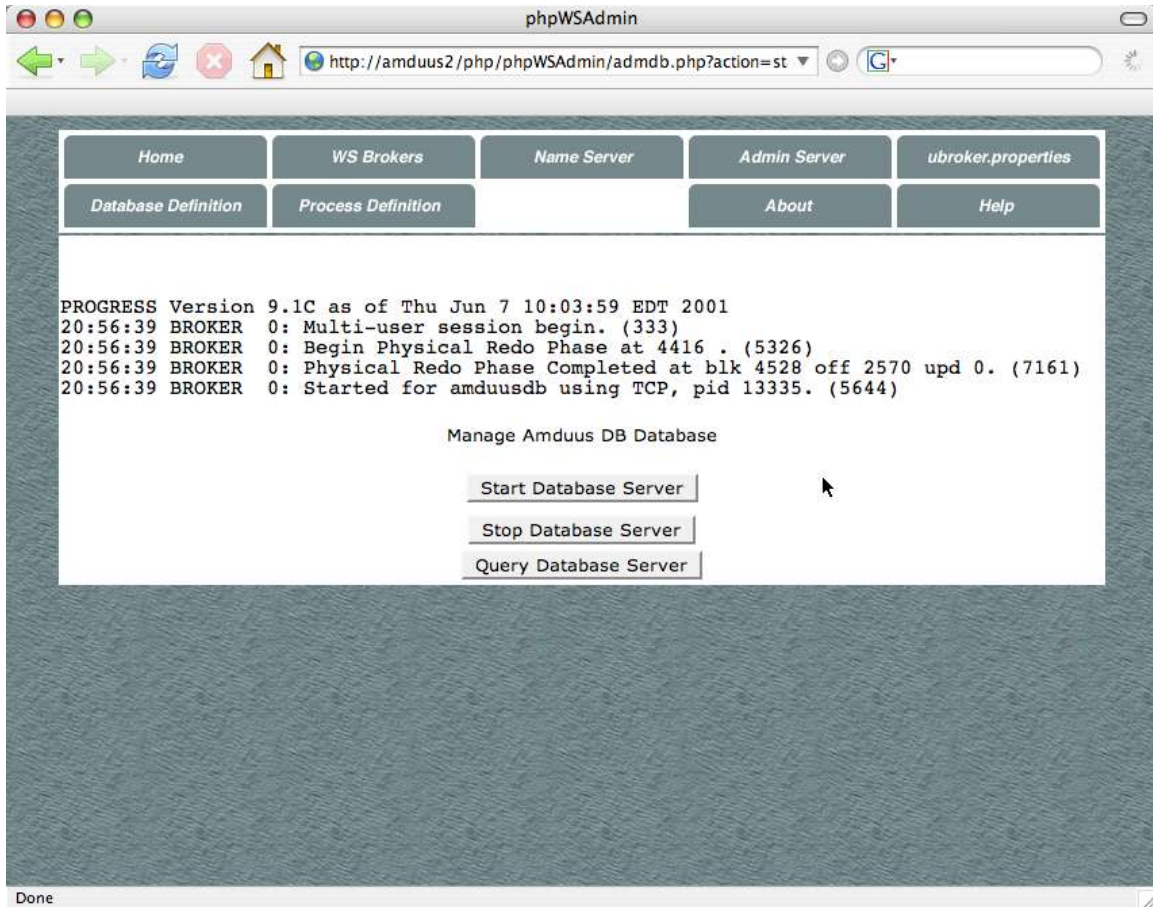 phpWSAdmin
http://amduus2/php/phpWSAdmin/admdb.php?action=st
G
Home WS Brokers Name Server Admin Server ubroker.properties
Database Definition Process Definition About Help
PROGRESS Version 9.1C as of Thu Jun 7 10:03:59 EDT 2001
20:56:39 BROKER 0: Multi-user session begin. (333)
20:56:39 BROKER 0: Begin Physical Redo Phase at 4416 . (5326)
20:56:39 BROKER 0: Physical Redo Phase Completed at blk 4528 off 2570 upd 0. (7161)
20:56:39 BROKER 0: Started for amduusdb using TCP, pid 13335. (5644)
Manage Amduus DB Database
Start Database Server
Stop Database Server
Query Database Server
Done